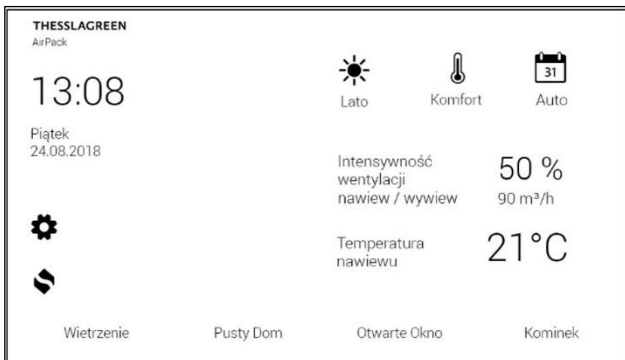 THESSLAGREEN
AirPack
13:08
Piątek
24.08.2018
31
Lato
Komfort
Auto
Intensywność
wentylacji
nawiew / wywiew
50 %
90 m³/h
Temperatura
nawiewu
21°C
Wietrzenie
Pusty Dom
Otwarte Okno
Kominek